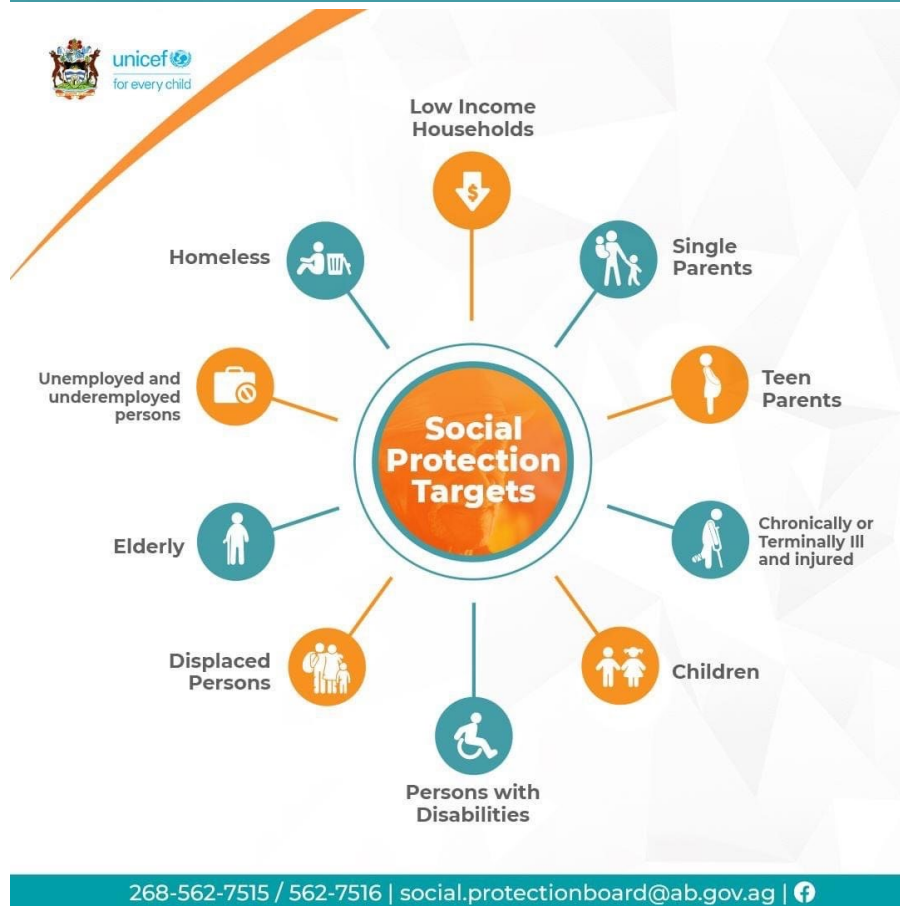 unicef
for every child
Low Income
Households
Single
Parents
Teen
Parents
Chronically or
Terminally Ill
and injured
Children
Persons with
Disabilities
Displaced
Persons
Elderly
Unemployed and
underemployed
persons
Homeless
Social
Protection
Targets
$
268-562-7515 / 562-7516 | social.protectionboard@ab.gov.ag |